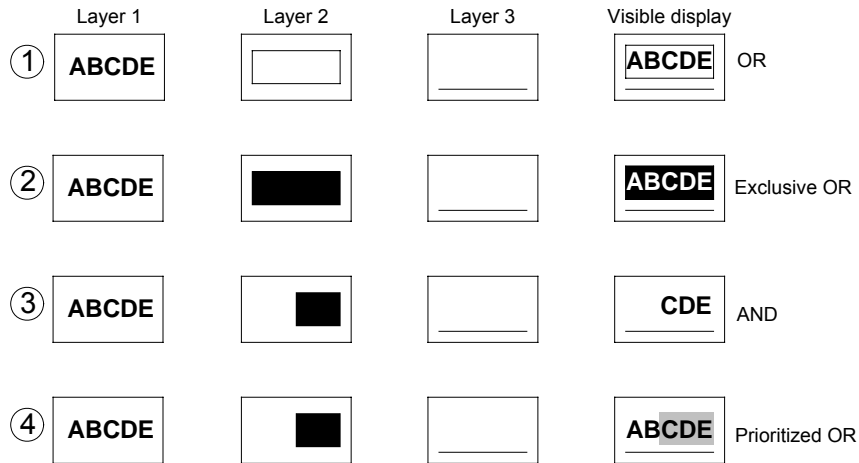 Layer 1 Layer 2 Layer 3 Visible display
1 ABCDE ABCDE OR
2 ABCDE ABCDE Exclusive OR
3 ABCDE CDE AND
4 ABCDE ABCDE Prioritized OR